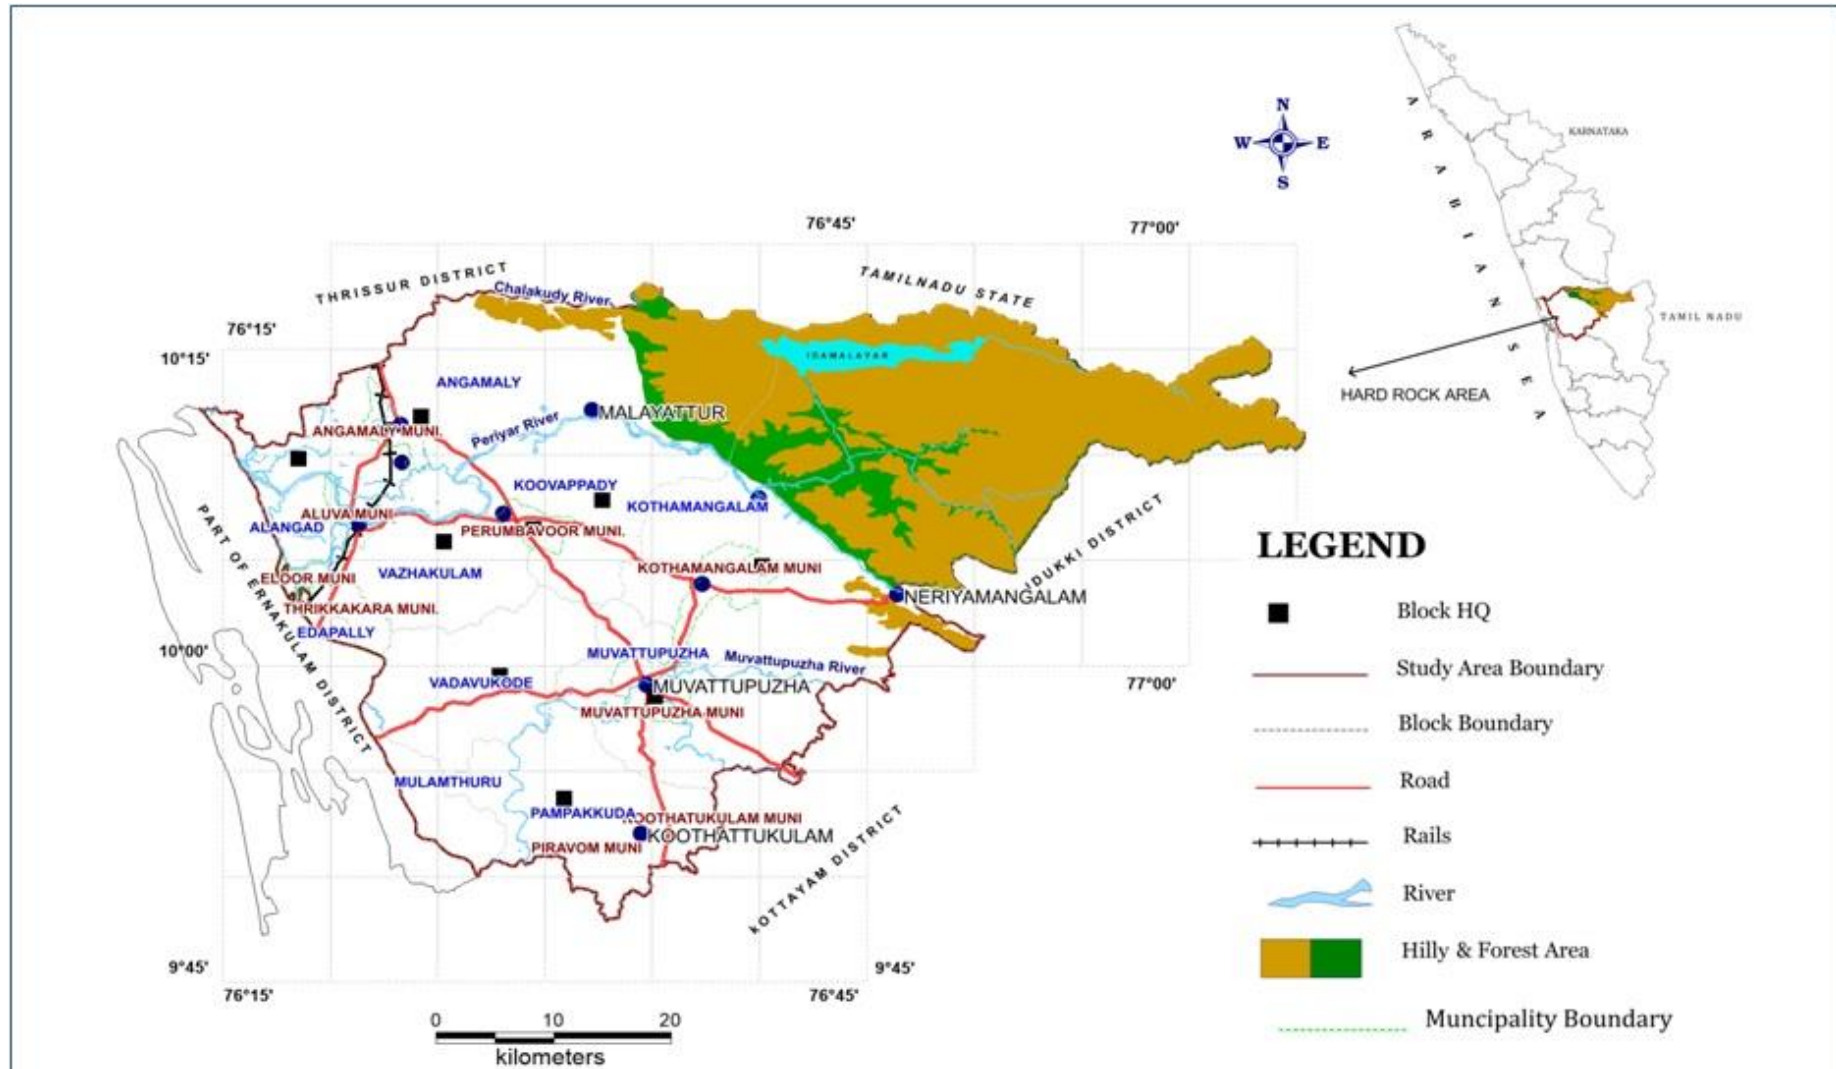 N
W E
S
KARNATAKA
ARABIAN SEA
TAMIL NADU
HARD ROCK AREA
76°45'
77°00'
THRISSUR DISTRICT
TAMILNADU STATE
Chalakudy River
76°15'
10°15'
IDAMALAYAR
ANGAMALY
MALAYATTUR
Periyar River
ANGAMALY MUNI.
KOOVAPPADY
KOTHAMANGALAM
ALUVA MUNI
ALANGAD
PERUMBAVOOR MUNI.
PART OF ERNAKULAM DISTRICT
IDUKKI DISTRICT
VAZHAKULAM
KOTHAMANGALAM MUNI
ELOOR MUNI
NERIYAMANGALAM
THRIKKAKARA MUNI.
EDAPALLY
10°00'
MUVATTUPUZHA
Muvattupuzha River
VADAVUKODE
MUVATTUPUZHA
77°00'
MUVATTUPUZHA MUNI
MULAMTHURU
PAMPAKKUDA
KOOTHATUKULAM MUNI
KOOTHATTUKULAM
PIRAVOM MUNI
kOTTAYAM DISTRICT
9°45'
9°45'
76°15'
76°45'
0 10 20
kilometers
LEGEND
Block HQ
Study Area Boundary
Block Boundary
Road
Rails
River
Hilly & Forest Area
Muncipality Boundary